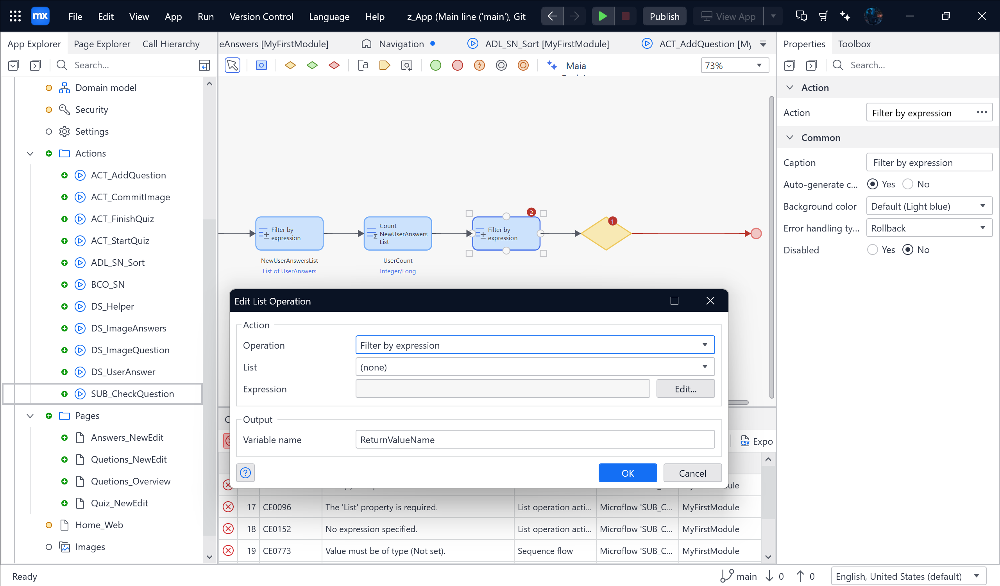 mx File Edit View App Run Version Control Language Help z_App (Main line ('main'), Git Publish View App
App Explorer Page Explorer Call Hierarchy
Search...
Domain model
Security
Settings
Actions
ACT_AddQuestion
ACT_CommitImage
ACT_FinishQuiz
ACT_StartQuiz
ADL_SN_Sort
BCO_SN
DS_Helper
DS_ImageAnswers
DS_ImageQuestion
DS_UserAnswer
SUB_CheckQuestion
Pages
Answers_NewEdit
Quetions_NewEdit
Quetions_Overview
Quiz_NewEdit
Home_Web
Images
eAnswers [MyFirstModule] Navigation ADL_SN_Sort [MyFirstModule] ACT_AddQuestion [My
Maia
73%
Filter by
expression
NewUserAnswersList
List of UserAnswers
Count
NewUserAnswers
List
UserCount
Integer/Long
2
Filter by
expression
1
Edit List Operation
Action
Operation Filter by expression
List (none)
Expression Edit...
Output
Variable name ReturnValueName
? OK Cancel
CSV Expor
17 CE0096 The 'List' property is required. List operation acti... Microflow 'SUB_C... MyFirstModule
18 CE0152 No expression specified. List operation acti... Microflow 'SUB_C... MyFirstModule
19 CE0773 Value must be of type (Not set). Sequence flow Microflow 'SUB_C... MyFirstModule
Properties Toolbox
Search...
Action
Action Filter by expression ...
Common
Caption Filter by expression
Auto-generate c... Yes No
Background color Default (Light blue)
Error handling ty... Rollback
Disabled Yes No
Ready main 0 0 English, United States (default)